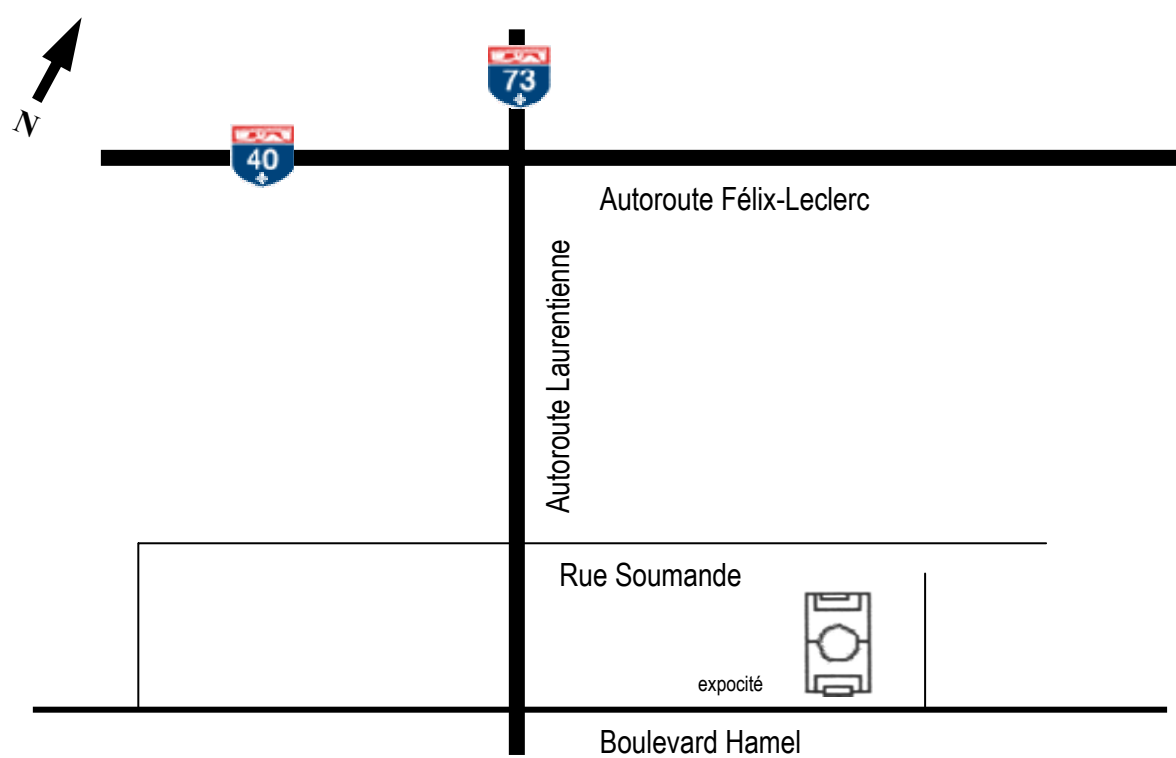 N
73
40
Autoroute Félix-Leclerc
Autoroute Laurentienne
Rue Soumande
expocité
Boulevard Hamel